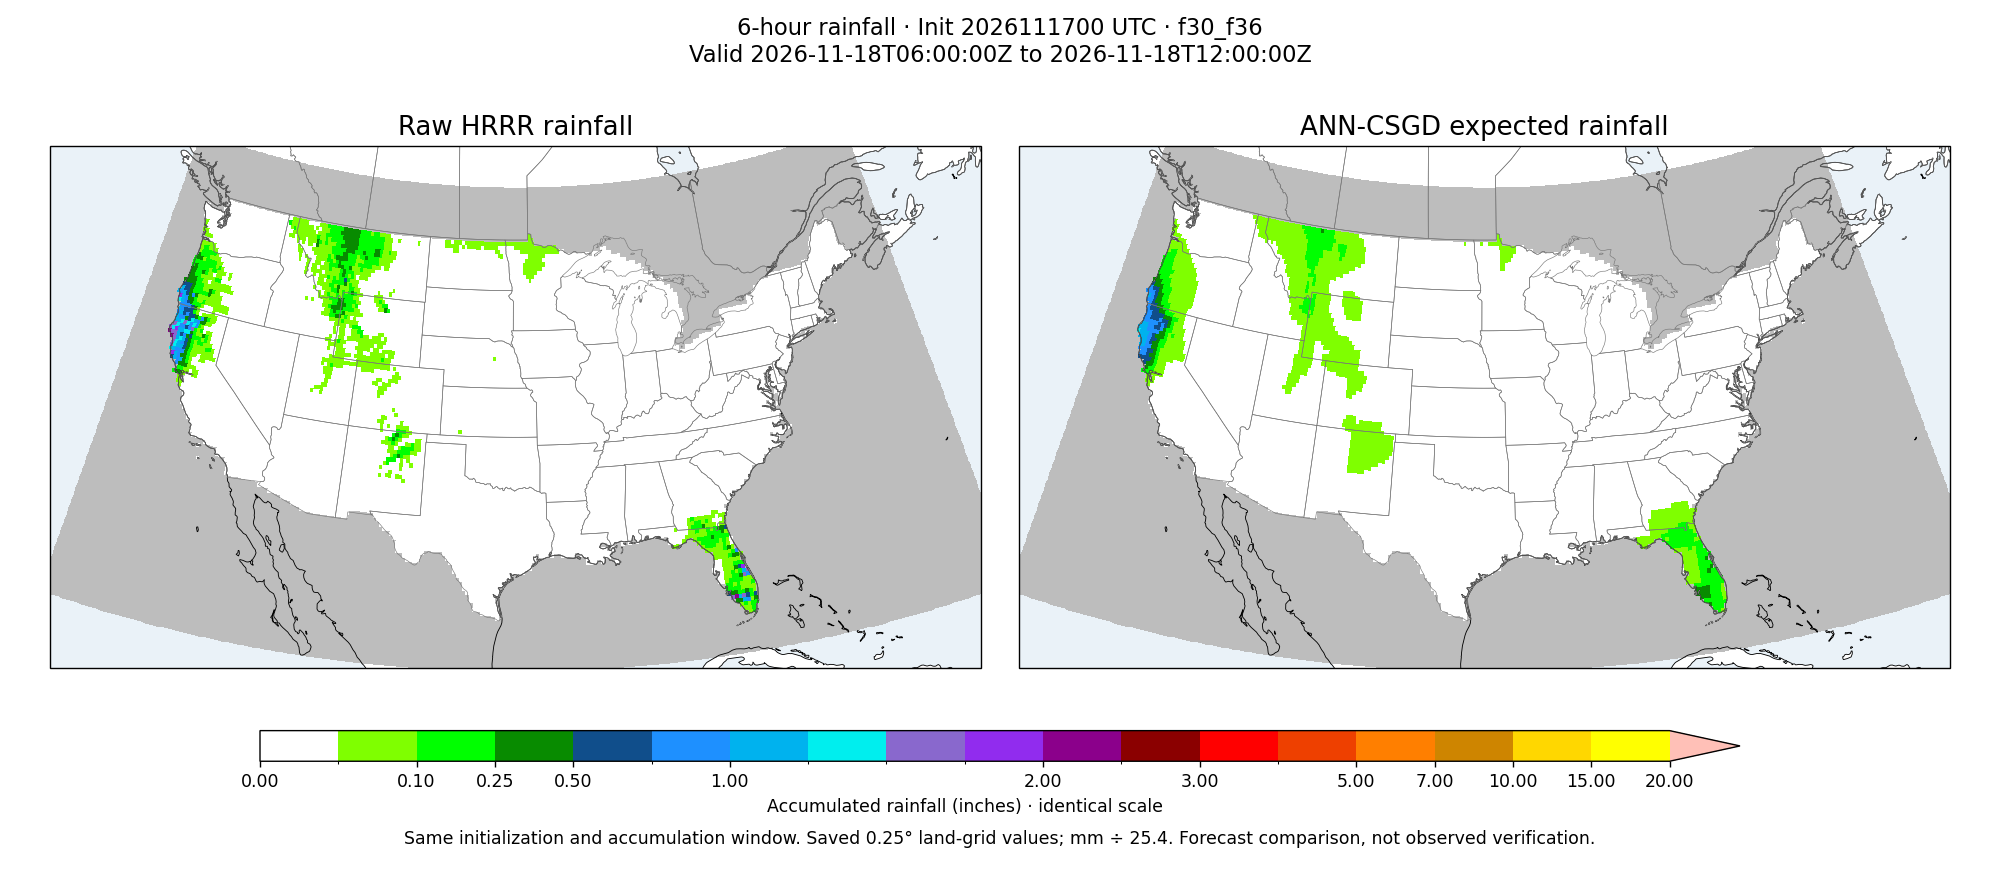 6-hour rainfall · Init 2026111700 UTC · f30_f36
Valid 2026-11-18T06:00:00Z to 2026-11-18T12:00:00Z
Raw HRRR rainfall
ANN-CSGD expected rainfall
0.00 0.10 0.25 0.50 1.00 2.00 3.00 5.00 7.00 10.00 15.00 20.00
Accumulated rainfall (inches) · identical scale
Same initialization and accumulation window. Saved 0.25° land-grid values; mm ÷ 25.4. Forecast comparison, not observed verification.